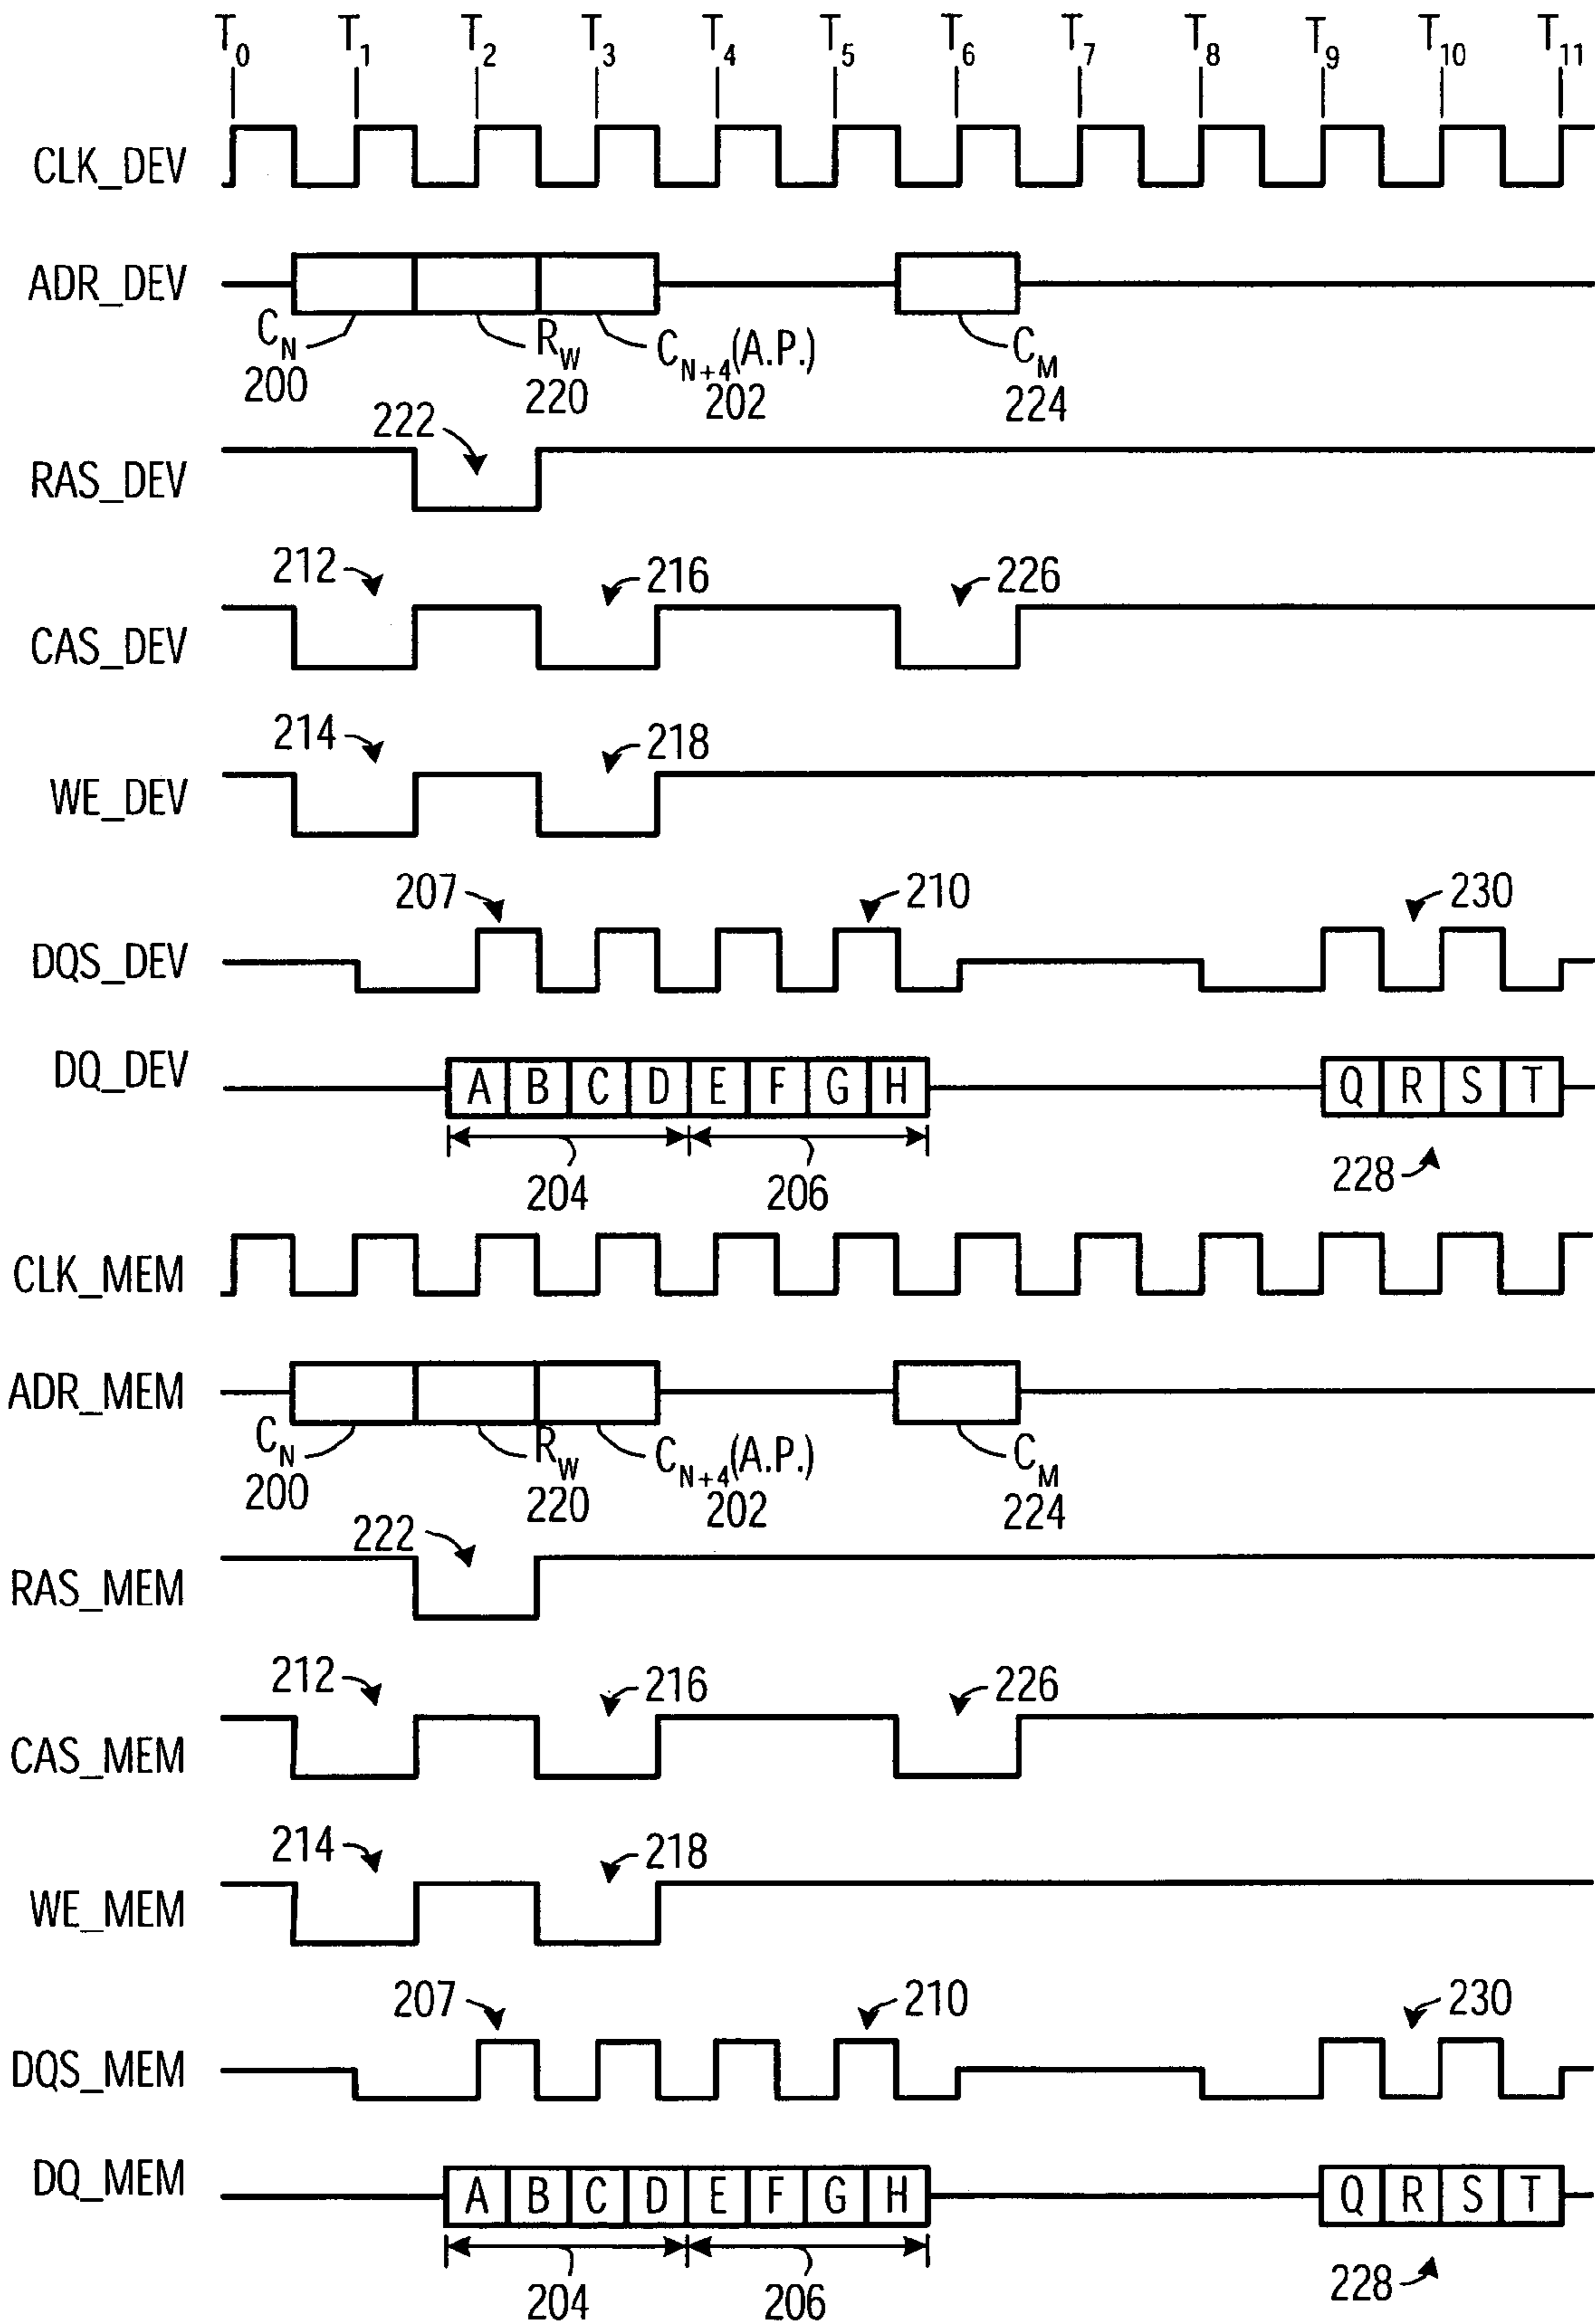 T0 T1 T2 T3 T4 T5 T6 T7 T8 T9 T10 T11
CLK_DEV
ADR_DEV
CN RW CN+4(A.P.) CM
200 220 202 224
222
RAS_DEV
212 216 226
CAS_DEV
214 218
WE_DEV
207 210 230
DQS_DEV
DQ_DEV A B C D E F G H Q R S T
204 206 228
CLK_MEM
ADR_MEM
CN RW CN+4(A.P.) CM
200 220 202 224
222
RAS_MEM
212 216 226
CAS_MEM
214 218
WE_MEM
207 210 230
DQS_MEM
DQ_MEM A B C D E F G H Q R S T
204 206 228